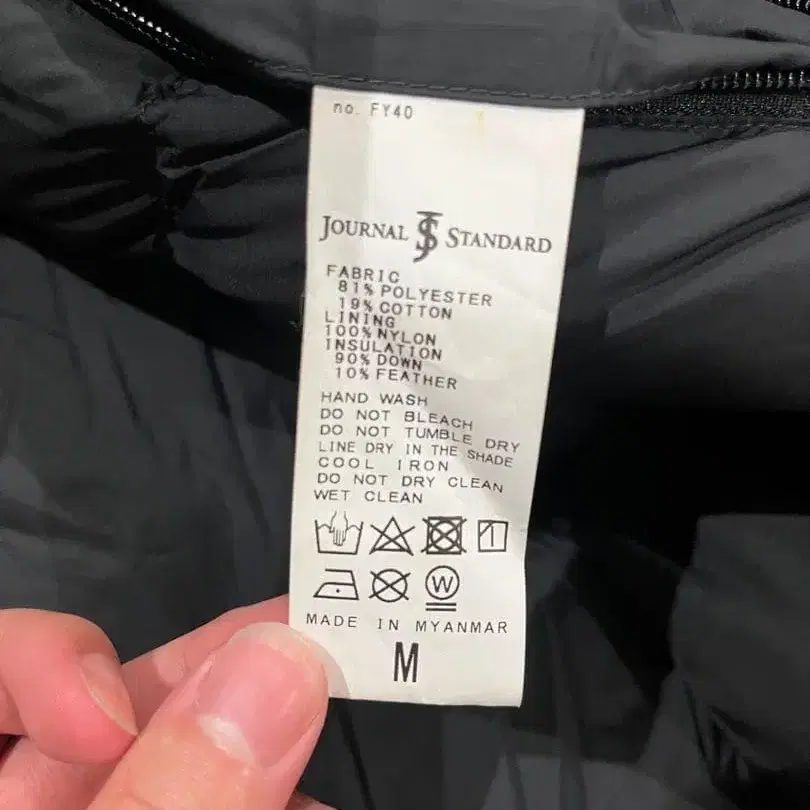 no. FY40
JOURNAL JS STANDARD
FABRIC
81% POLYESTER
19% COTTON
LINING
100% NYLON
INSULATION
90% DOWN
10% FEATHER
HAND WASH
DO NOT BLEACH
DO NOT TUMBLE DRY
LINE DRY IN THE SHADE
COOL IRON
DO NOT DRY CLEAN
WET CLEAN
W
MADE IN MYANMAR
M